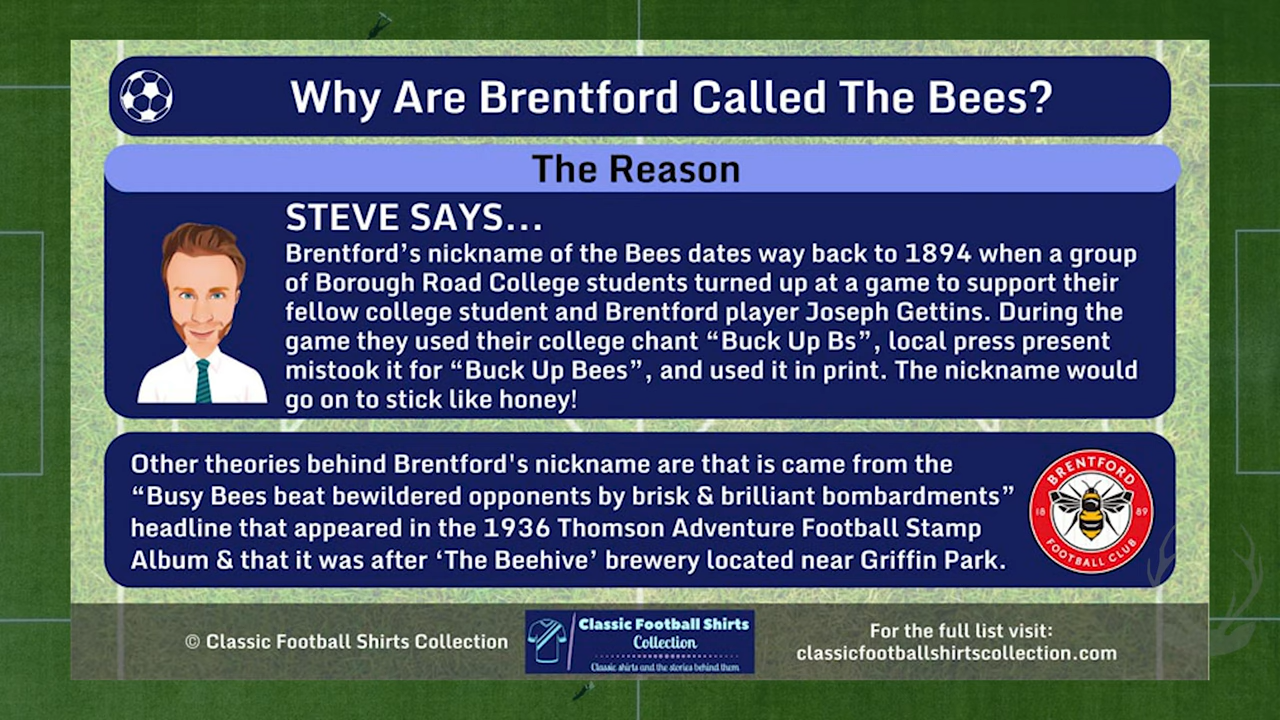 Why Are Brentford Called The Bees?
The Reason
STEVE SAYS...
Brentford's nickname of the Bees dates way back to 1894 when a group
of Borough Road College students turned up at a game to support their
fellow college student and Brentford player Joseph Gettins. During the
game they used their college chant “Buck Up Bs”, local press present
mistook it for “Buck Up Bees”, and used it in print. The nickname would
go on to stick like honey!
Other theories behind Brentford's nickname are that is came from the
“Busy Bees beat bewildered opponents by brisk & brilliant bombardments”
headline that appeared in the 1936 Thomson Adventure Football Stamp
Album & that it was after ‘The Beehive’ brewery located near Griffin Park.
BRENTFORD
18 89
FOOTBALL CLUB
© Classic Football Shirts Collection
Classic Football Shirts
Collection
Classic shirts and the stories behind them
For the full list visit:
classicfootballshirtscollection.com